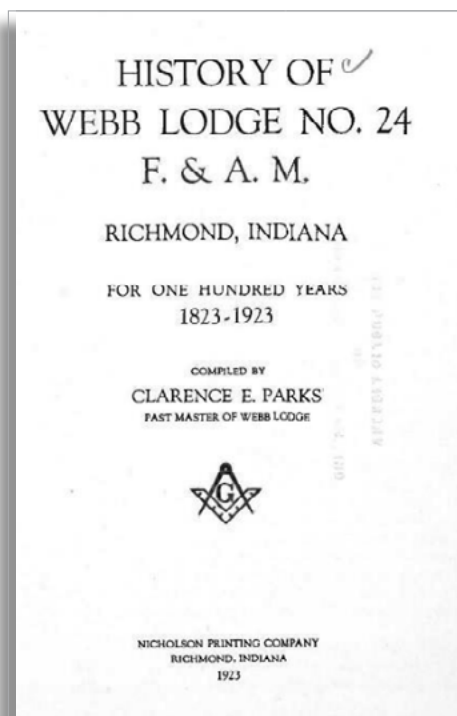 HISTORY OF
WEBB LODGE NO. 24
F. & A. M.
RICHMOND, INDIANA
FOR ONE HUNDRED YEARS
1823-1923
COMPILED BY
CLARENCE E. PARKS
PAST MASTER OF WEBB LODGE
G
NICHOLSON PRINTING COMPANY
RICHMOND, INDIANA
1923